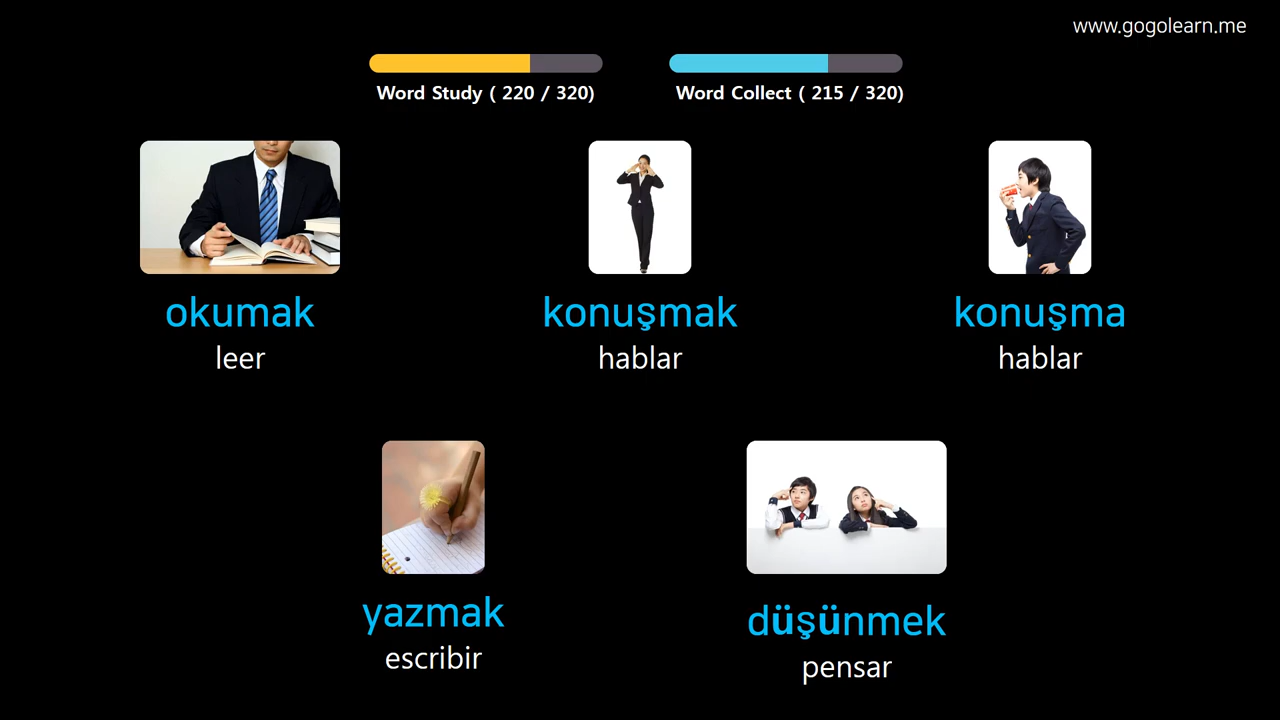 www.gogolearn.me
Word Study ( 220 / 320)
Word Collect ( 215 / 320)
okumak
leer
konuşmak
hablar
konuşma
hablar
yazmak
escribir
düşünmek
pensar